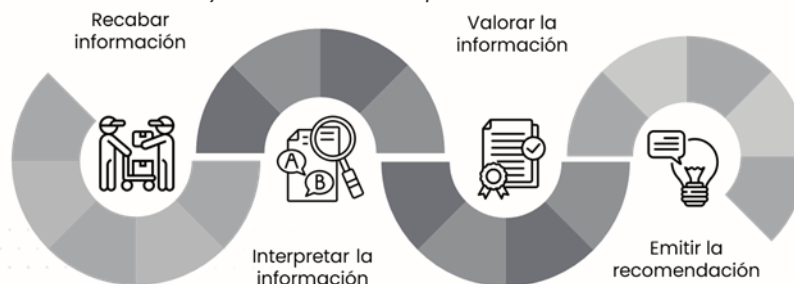 Recabar
información
Valorar la
información
A
B
Interpretar la
información
Emitir la
recomendación